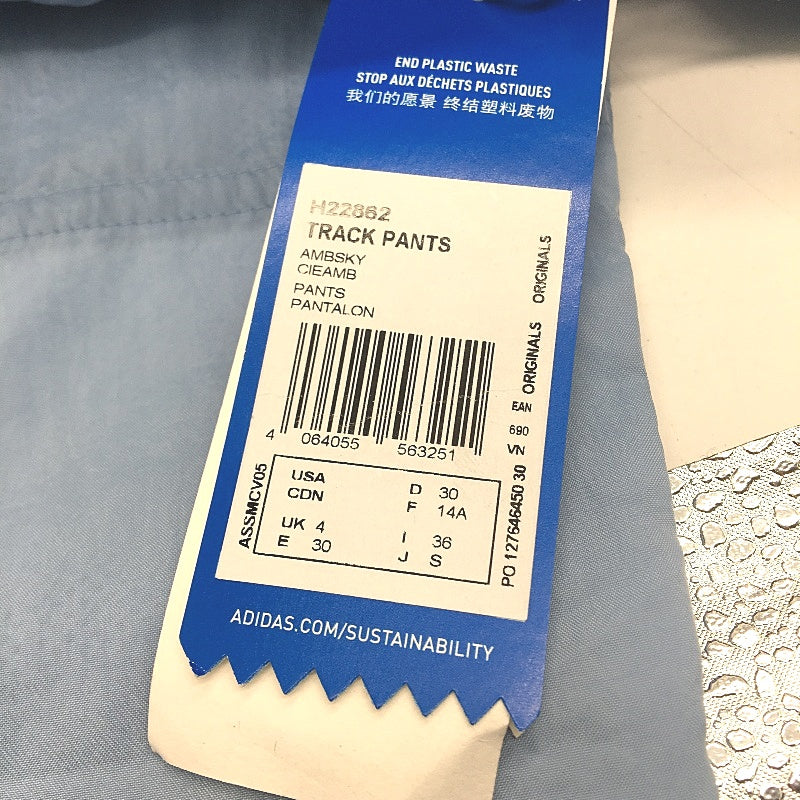 END PLASTIC WASTE
STOP AUX DÉCHETS PLASTIQUES
我们的愿景 终结塑料废物
H22862
TRACK PANTS
AMBSKY
CIEAMB
PANTS
PANTALON
ORIGINALS
ORIGINALS
EAN
690
VN
4 064055 563251
ASSMCV05
USA
CDN
UK 4
E 30
D 30
F 14A
I 36
J S
PO 127646450 30
ADIDAS.COM/SUSTAINABILITY